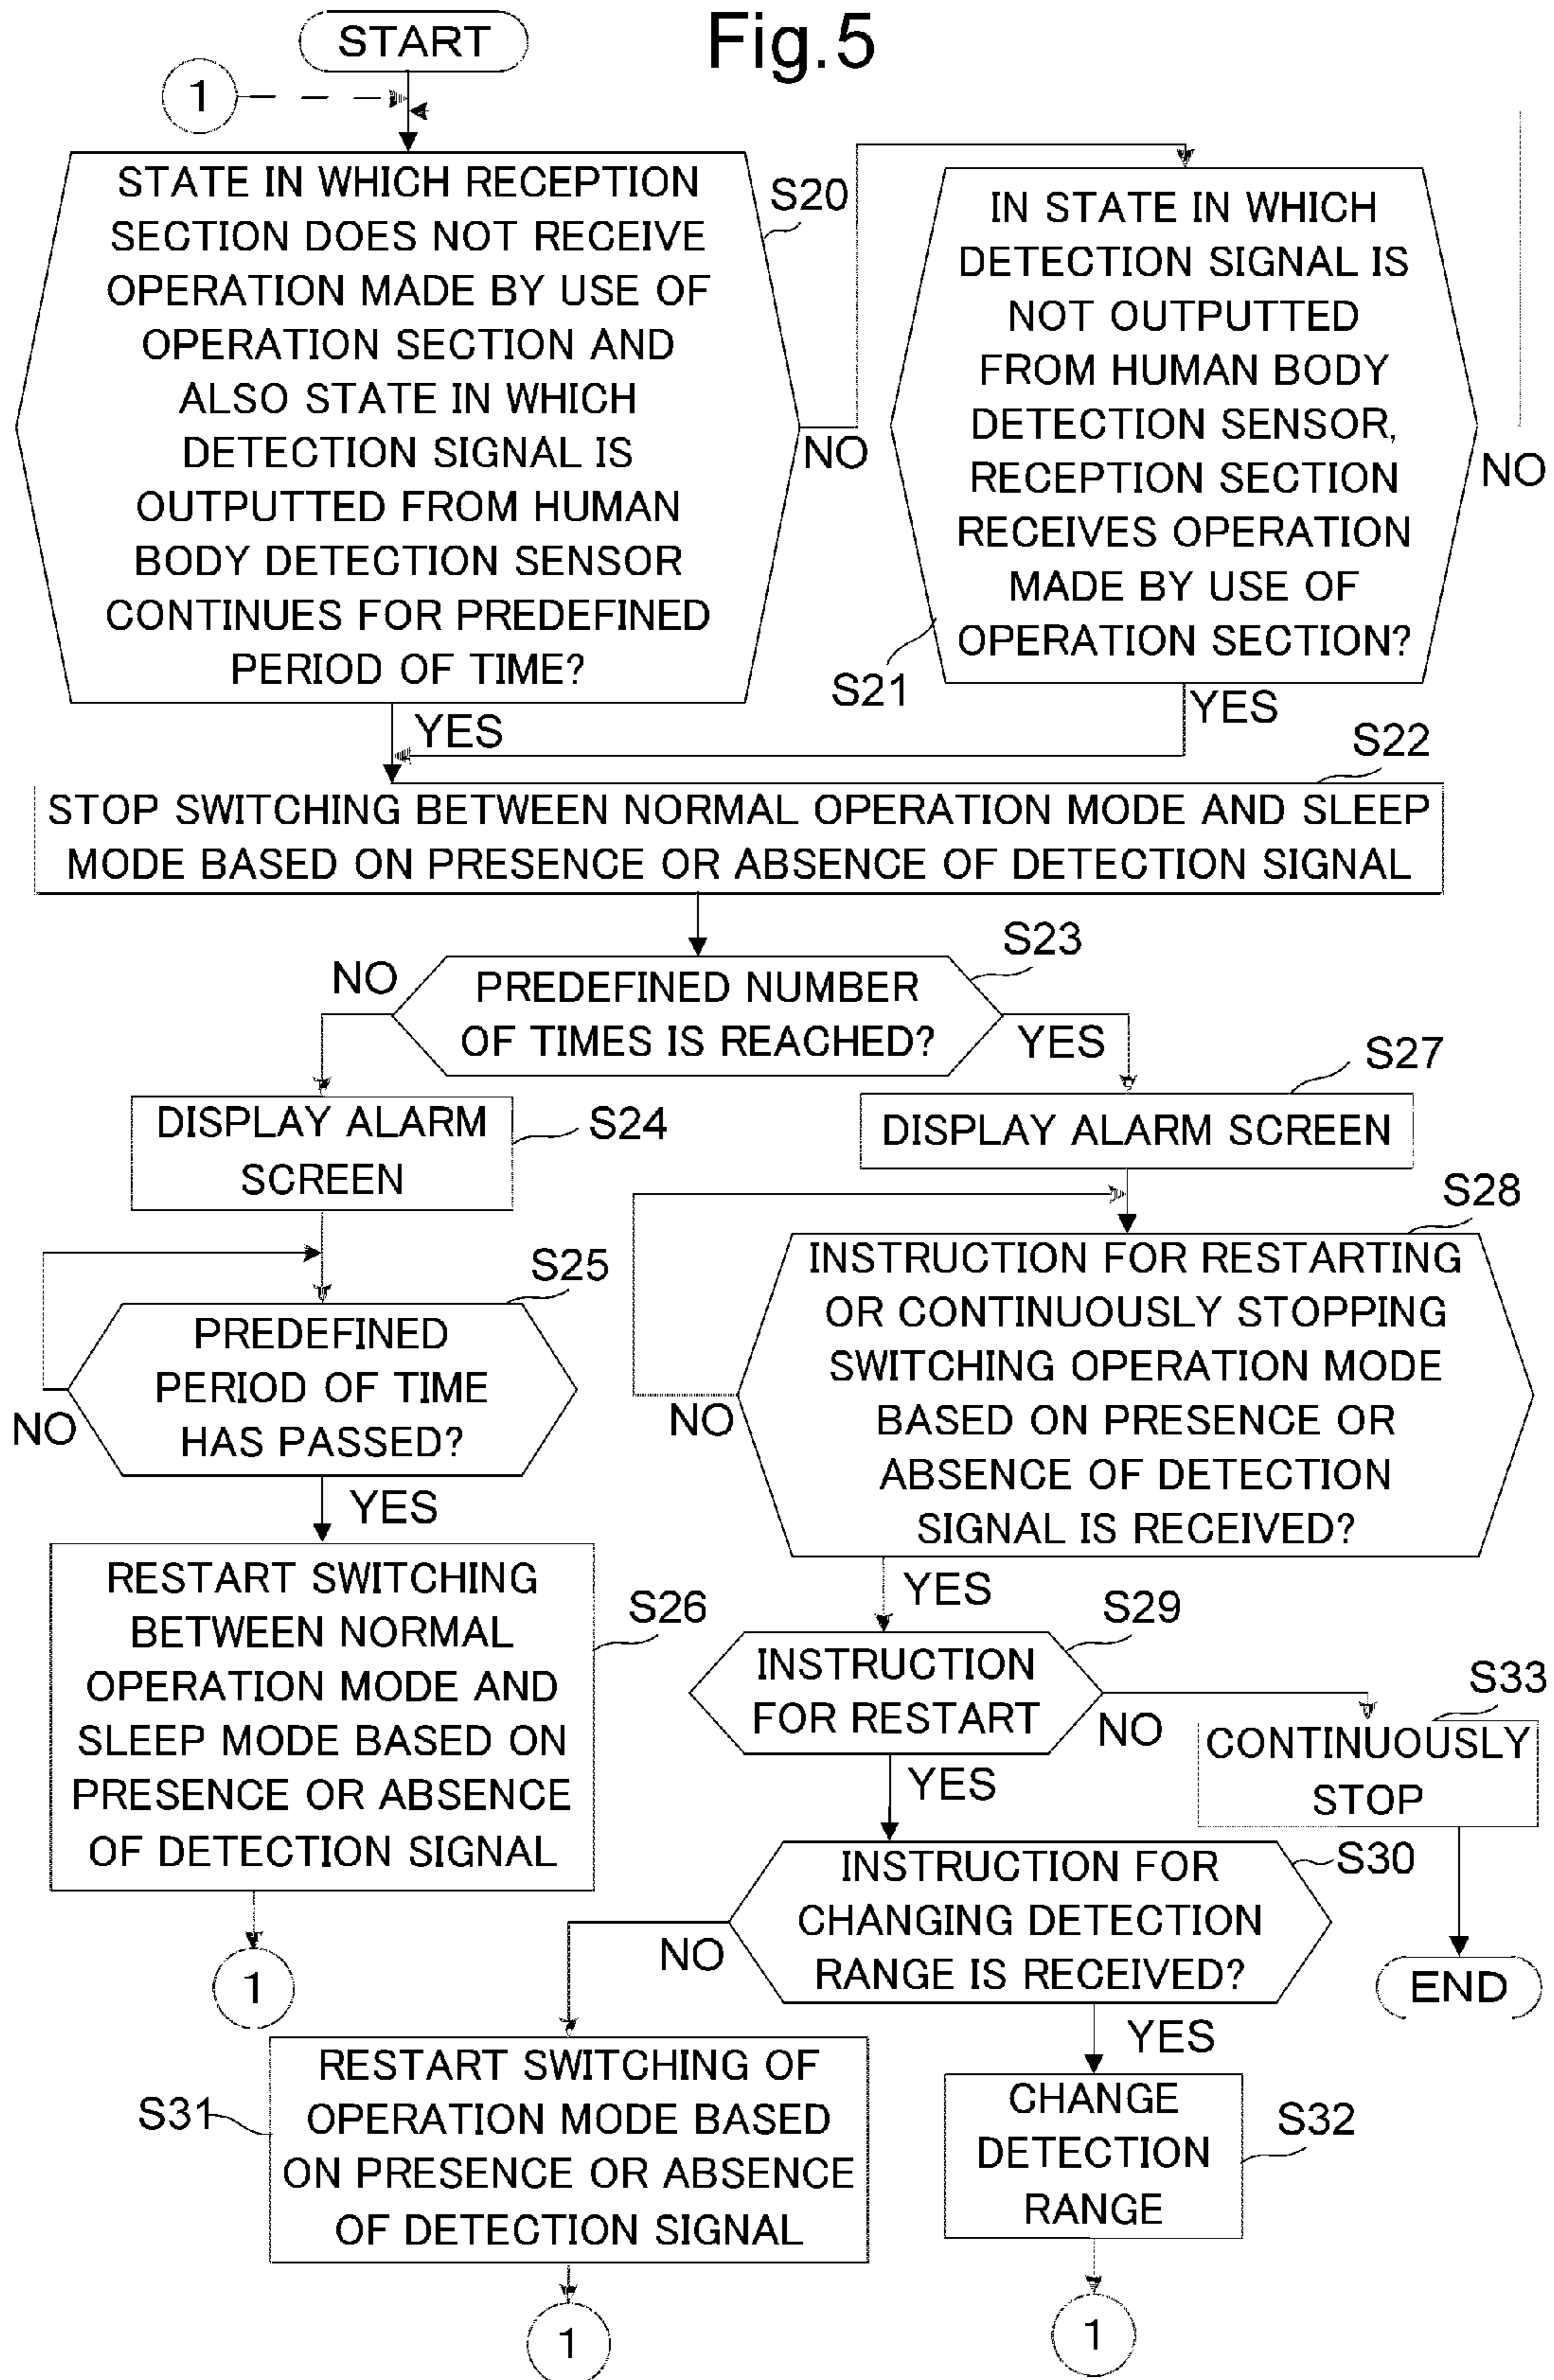 Fig.5
START
1
STATE IN WHICH RECEPTION
SECTION DOES NOT RECEIVE
OPERATION MADE BY USE OF
OPERATION SECTION AND
ALSO STATE IN WHICH
DETECTION SIGNAL IS
OUTPUTTED FROM HUMAN
BODY DETECTION SENSOR
CONTINUES FOR PREDEFINED
PERIOD OF TIME?
S20
NO
YES
IN STATE IN WHICH
DETECTION SIGNAL IS
NOT OUTPUTTED
FROM HUMAN BODY
DETECTION SENSOR,
RECEPTION SECTION
RECEIVES OPERATION
MADE BY USE OF
OPERATION SECTION?
S21
NO
YES
S22
STOP SWITCHING BETWEEN NORMAL OPERATION MODE AND SLEEP
MODE BASED ON PRESENCE OR ABSENCE OF DETECTION SIGNAL
S23
PREDEFINED NUMBER
OF TIMES IS REACHED?
NO
YES
DISPLAY ALARM
SCREEN
S24
S25
PREDEFINED
PERIOD OF TIME
HAS PASSED?
NO
YES
RESTART SWITCHING
BETWEEN NORMAL
OPERATION MODE AND
SLEEP MODE BASED ON
PRESENCE OR ABSENCE
OF DETECTION SIGNAL
S26
1
S27
DISPLAY ALARM SCREEN
S28
INSTRUCTION FOR RESTARTING
OR CONTINUOUSLY STOPPING
SWITCHING OPERATION MODE
BASED ON PRESENCE OR
ABSENCE OF DETECTION
SIGNAL IS RECEIVED?
NO
YES
S29
INSTRUCTION
FOR RESTART
NO
YES
S33
CONTINUOUSLY
STOP
END
S30
INSTRUCTION FOR
CHANGING DETECTION
RANGE IS RECEIVED?
NO
YES
S31
RESTART SWITCHING OF
OPERATION MODE BASED
ON PRESENCE OR ABSENCE
OF DETECTION SIGNAL
1
CHANGE
DETECTION
RANGE
S32
1